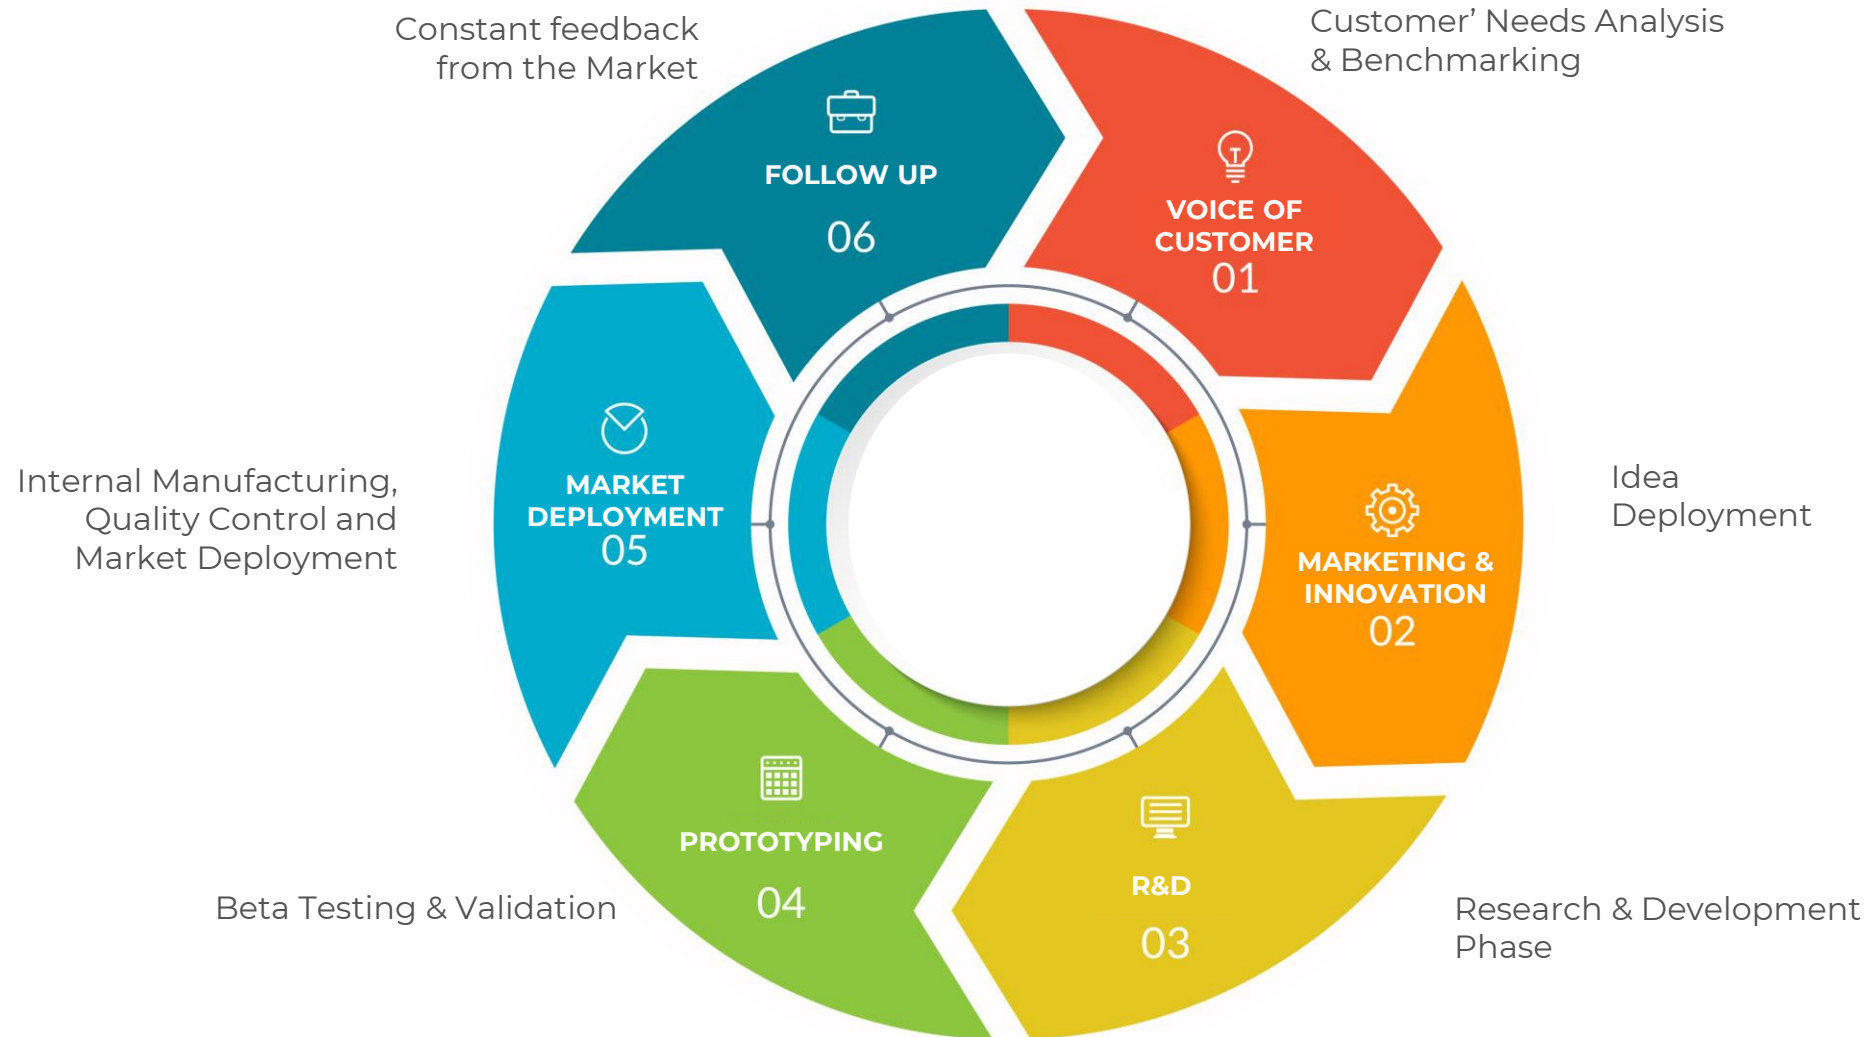 Customer’ Needs Analysis
& Benchmarking
VOICE OF
CUSTOMER
01
Idea
Deployment
MARKETING &
INNOVATION
02
Research & Development
Phase
R&D
03
Beta Testing & Validation
PROTOTYPING
04
Internal Manufacturing,
Quality Control and
Market Deployment
MARKET
DEPLOYMENT
05
Constant feedback
from the Market
FOLLOW UP
06